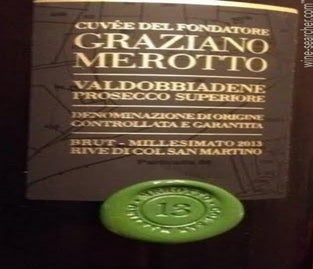 CUVÉE DEL FONDATORE
GRAZIANO
MEROTTO
VALDOBBIADENE
PROSECCO SUPERIORE
DENOMINAZIONE DI ORIGINE
CONTROLLATA E GARANTITA
BRUT - MILLESIMATO 2013
RIVE DI COL SAN MARTINO
13
wine-searcher.com